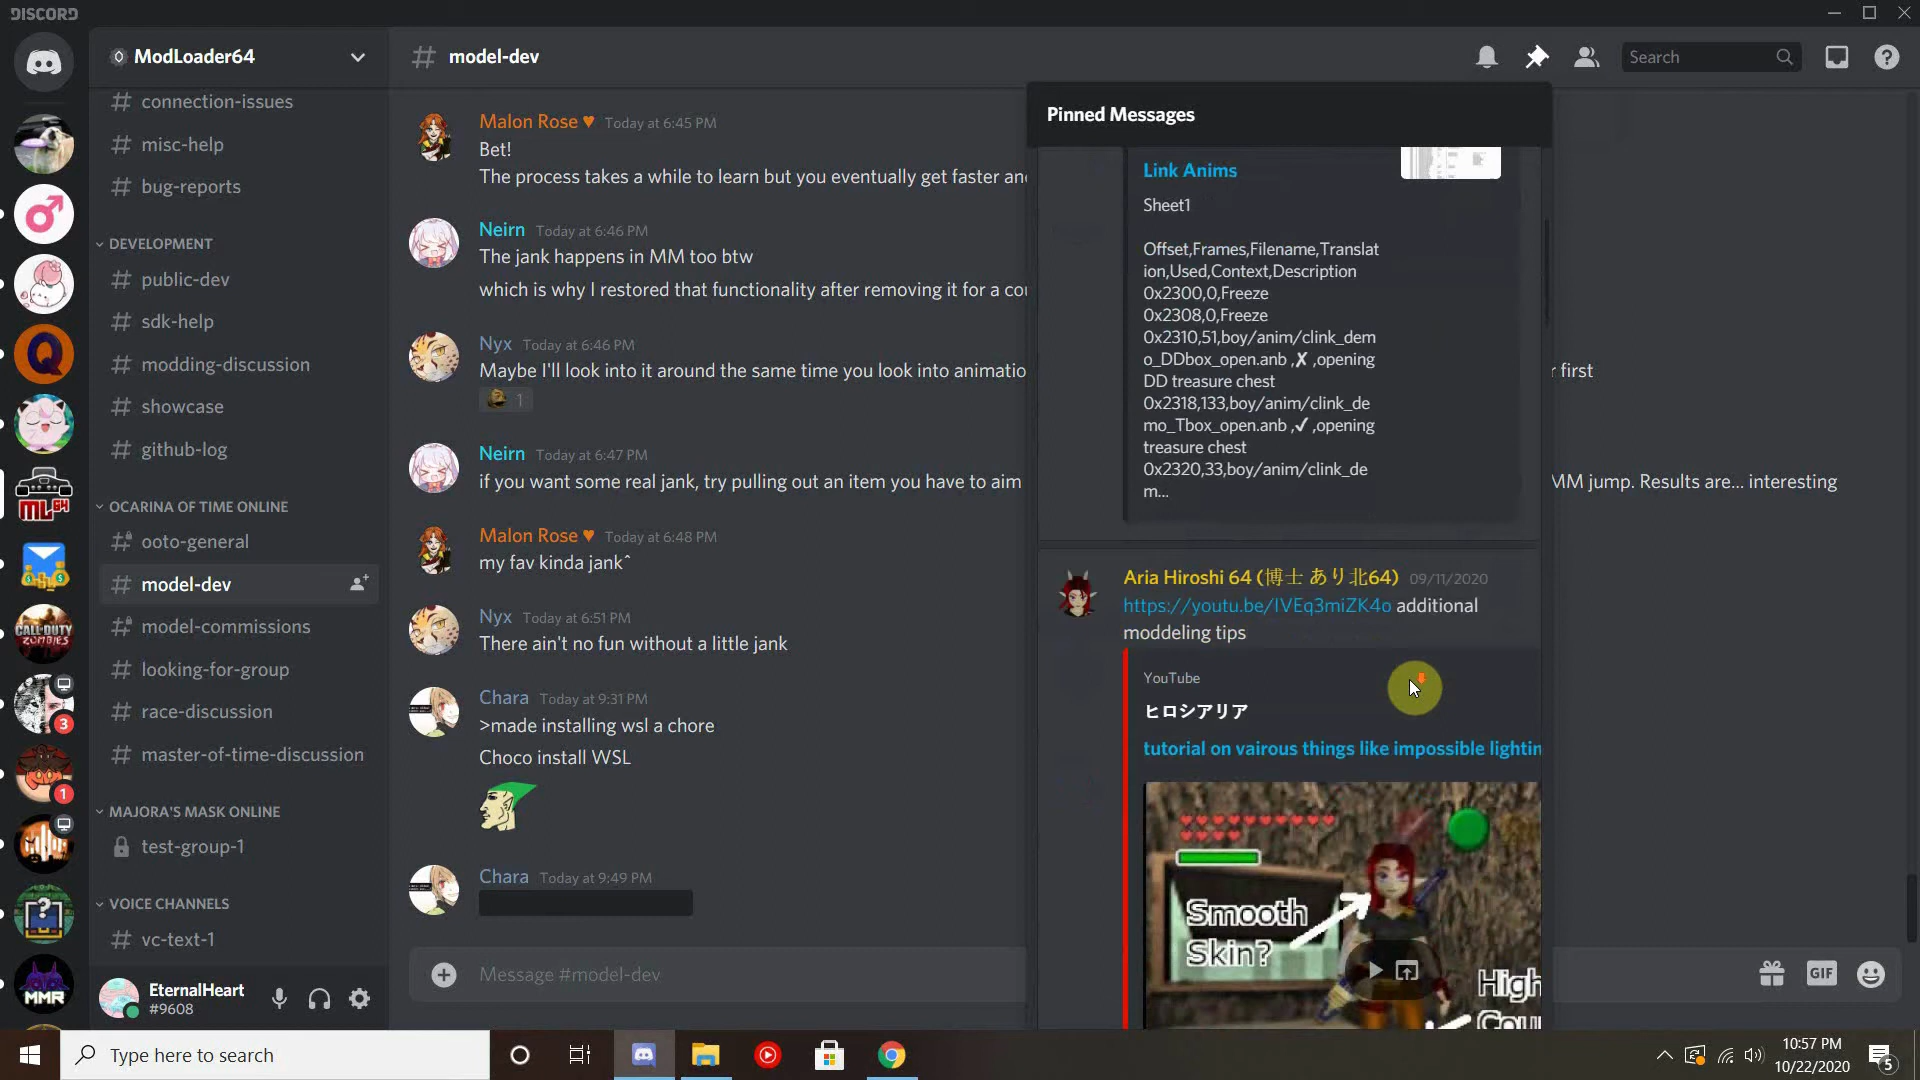 DISCORD
ModLoader64
connection-issues
misc-help
bug-reports
DEVELOPMENT
public-dev
sdk-help
modding-discussion
showcase
github-log
OCARINA OF TIME ONLINE
ooto-general
model-dev
model-commissions
looking-for-group
race-discussion
master-of-time-discussion
MAJORA'S MASK ONLINE
test-group-1
VOICE CHANNELS
vc-text-1
EternalHeart
#9608
Q
ML64
CALL OF DUTY
ZOMBIES
3
1
MMR
# model-dev
Search
Malon Rose ♥ Today at 6:45 PM
Bet!
The process takes a while to learn but you eventually get faster
Neirn Today at 6:46 PM
The jank happens in MM too btw
which is why I restored that functionality after removing it for a
Nyx Today at 6:46 PM
Maybe I'll look into it around the same time you look into
first
1
Neirn Today at 6:47 PM
if you want some real jank, try pulling out an item you have to aim
MM jump. Results are... interesting
Malon Rose ♥ Today at 6:48 PM
my fav kinda jank^
Nyx Today at 6:51 PM
There ain't no fun without a little jank
Chara Today at 9:31 PM
>made installing wsl a chore
Choco install WSL
Chara Today at 9:49 PM
Message #model-dev
GIF
Pinned Messages
Link Anims
Sheet1
Offset,Frames,Filename,Translat
ion,Used,Context,Description
0x2300,0,Freeze
0x2308,0,Freeze
0x2310,51,boy/anim/clink_dem
o_DDbox_open.anb ,✗ ,opening
DD treasure chest
0x2318,133,boy/anim/clink_de
mo_Tbox_open.anb ,✓ ,opening
treasure chest
0x2320,33,boy/anim/clink_de
m...
Aria Hiroshi 64 (博士 あり北64) 09/11/2020
https://youtu.be/IVEq3miZK4o additional
moddeling tips
YouTube
ヒロシアリア
tutorial on vairous things like impossible lightin
Smooth
Skin?
High
Type here to search
10:57 PM
10/22/2020
5